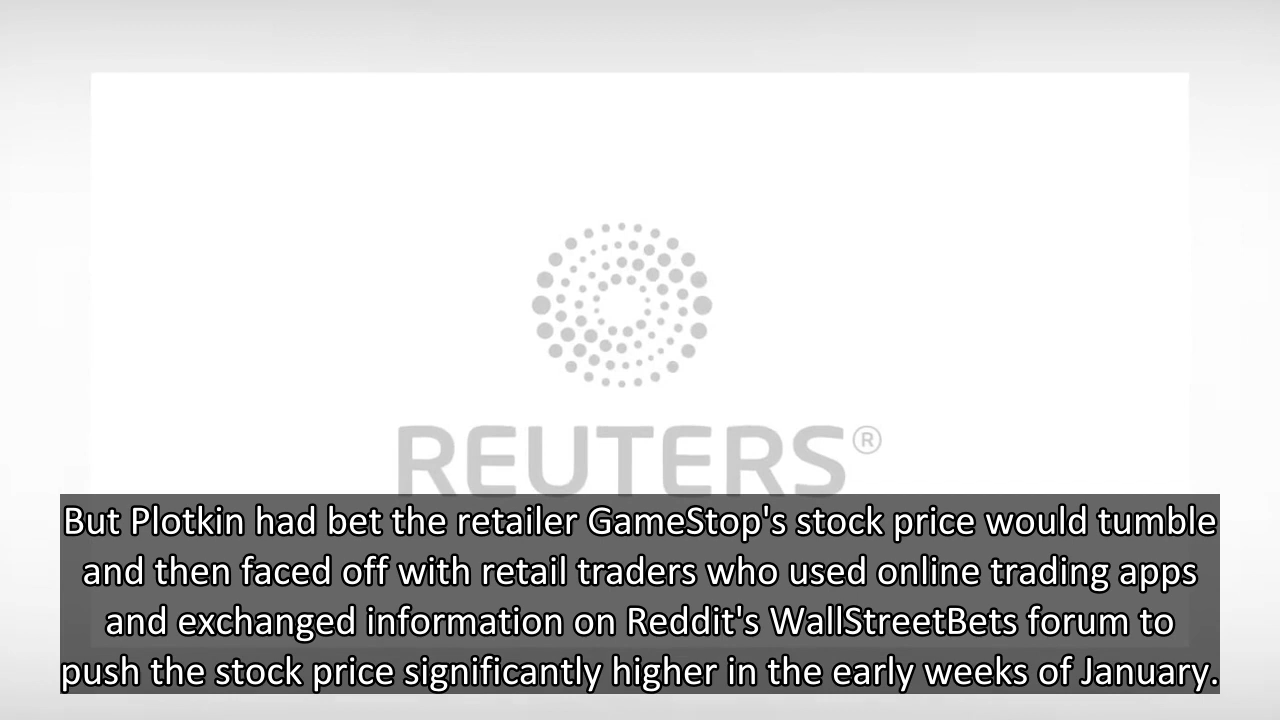 REUTERS®
But Plotkin had bet the retailer GameStop's stock price would tumble
and then faced off with retail traders who used online trading apps
and exchanged information on Reddit's WallStreetBets forum to
push the stock price significantly higher in the early weeks of January.